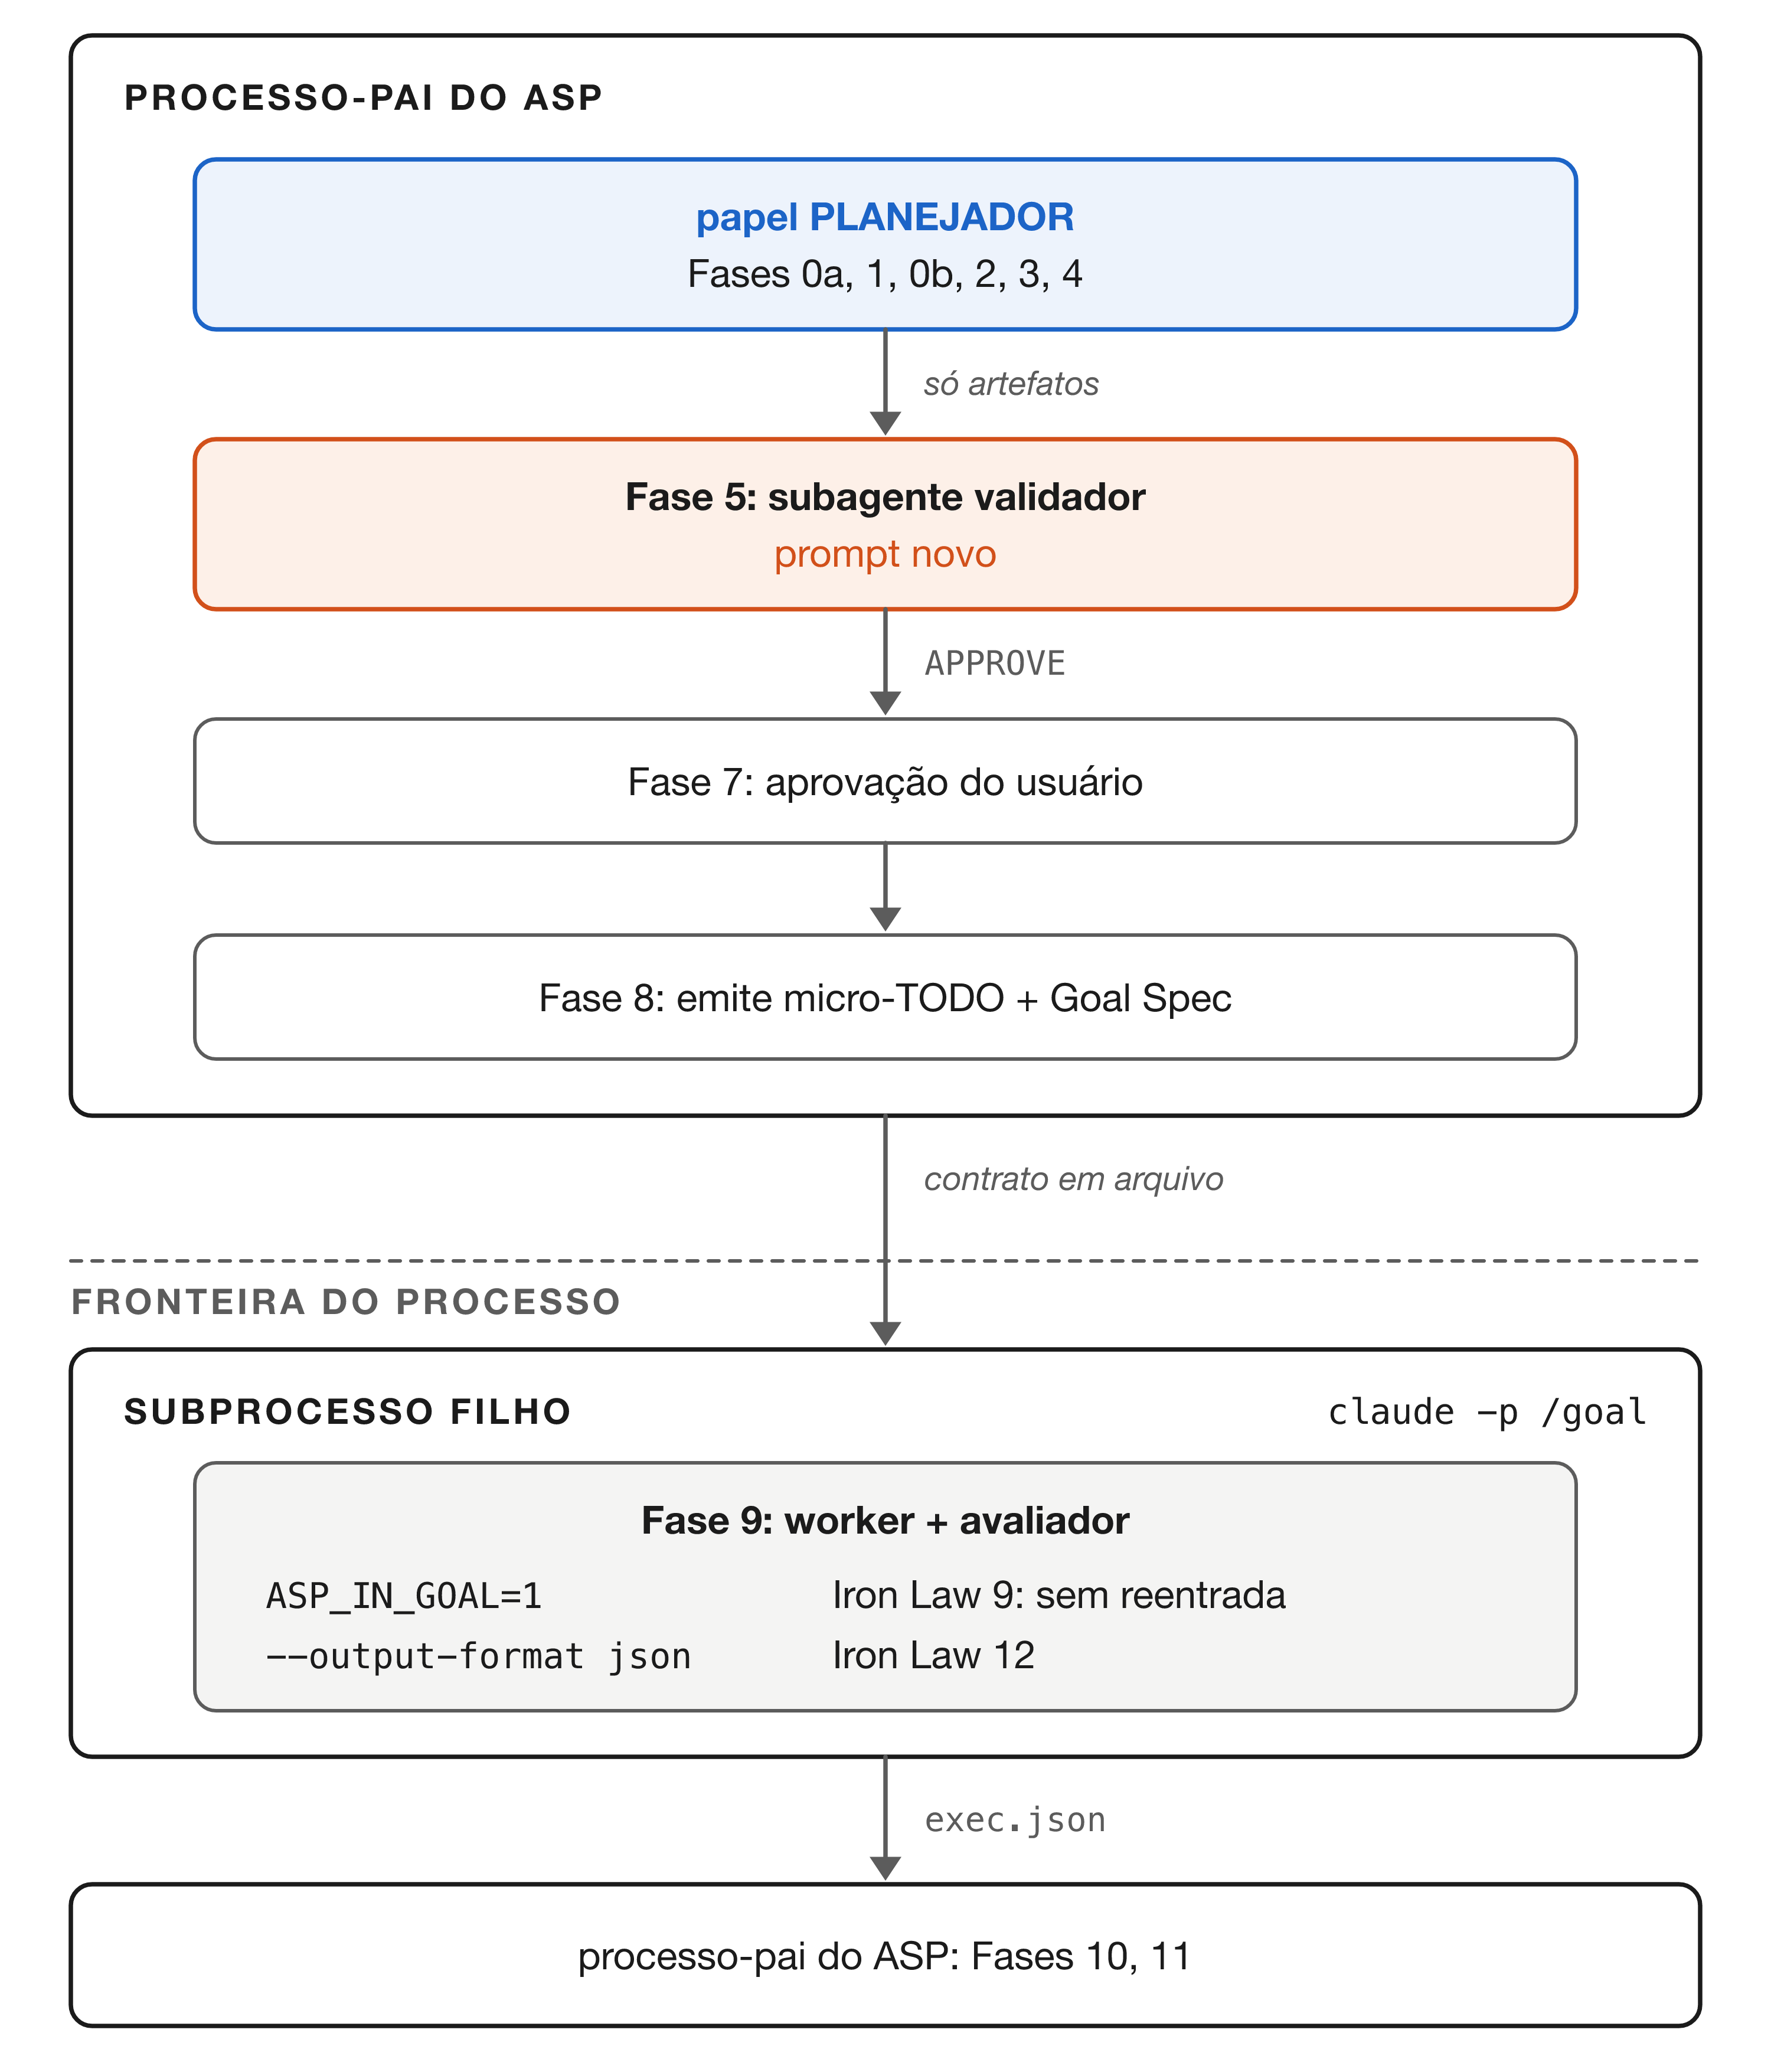 PROCESSO-PAI DO ASP
papel PLANEJADOR
Fases 0a, 1, 0b, 2, 3, 4
só artefatos
Fase 5: subagente validador
prompt novo
APPROVE
Fase 7: aprovação do usuário
Fase 8: emite micro-TODO + Goal Spec
contrato em arquivo
FRONTEIRA DO PROCESSO
SUBPROCESSO FILHO
claude -p /goal
Fase 9: worker + avaliador
ASP_IN_GOAL=1
Iron Law 9: sem reentrada
--output-format json
Iron Law 12
exec.json
processo-pai do ASP: Fases 10, 11